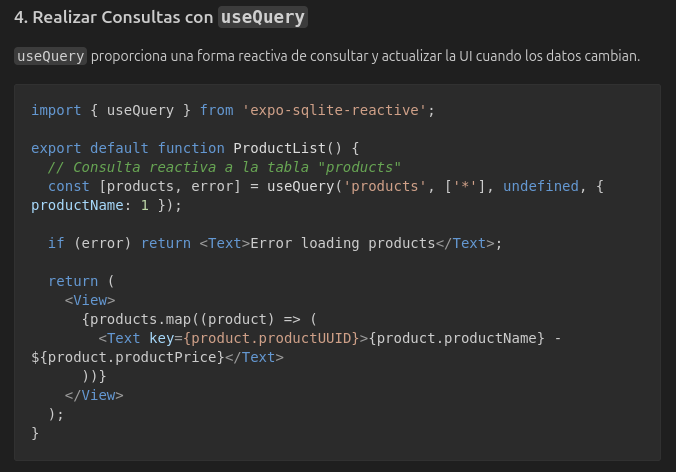 4. Realizar Consultas con useQuery
useQuery proporciona una forma reactiva de consultar y actualizar la UI cuando los datos cambian.
import { useQuery } from 'expo-sqlite-reactive';

export default function ProductList() {
  // Consulta reactiva a la tabla "products"
  const [products, error] = useQuery('products', ['*'], undefined, {
productName: 1 });

  if (error) return <Text>Error loading products</Text>;

  return (
    <View>
      {products.map((product) => (
        <Text key={product.productUUID}>{product.productName} -
${product.productPrice}</Text>
      ))}
    </View>
  );
}